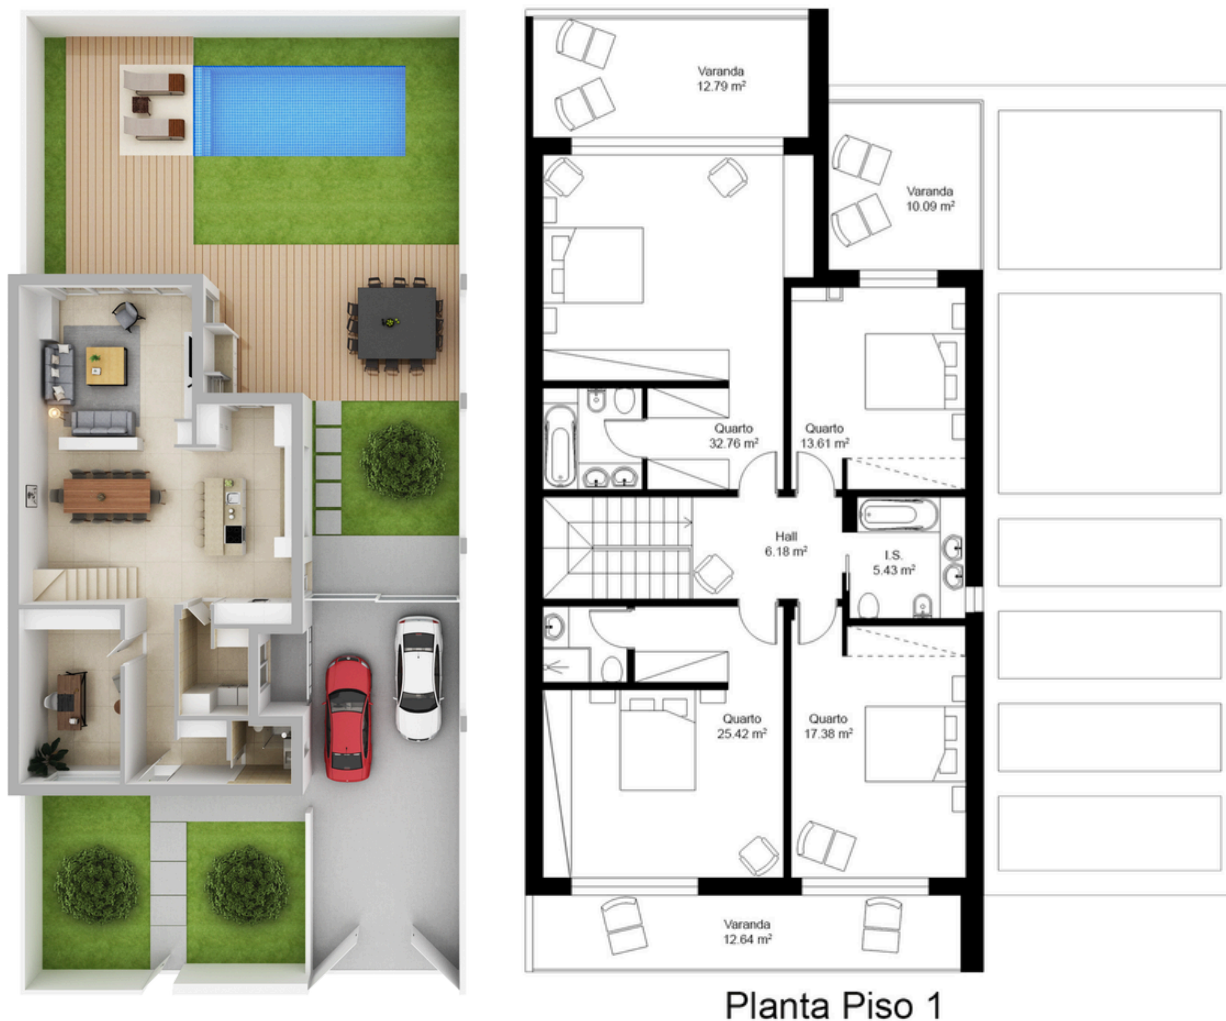 Varanda
12.79 m²
Varanda
10.09 m²
Quarto
32.76 m²
Quarto
13.61 m²
Hall
6.18 m²
I.S.
5.43 m²
Quarto
25.42 m²
Quarto
17.38 m²
Varanda
12.64 m²
Planta Piso 1